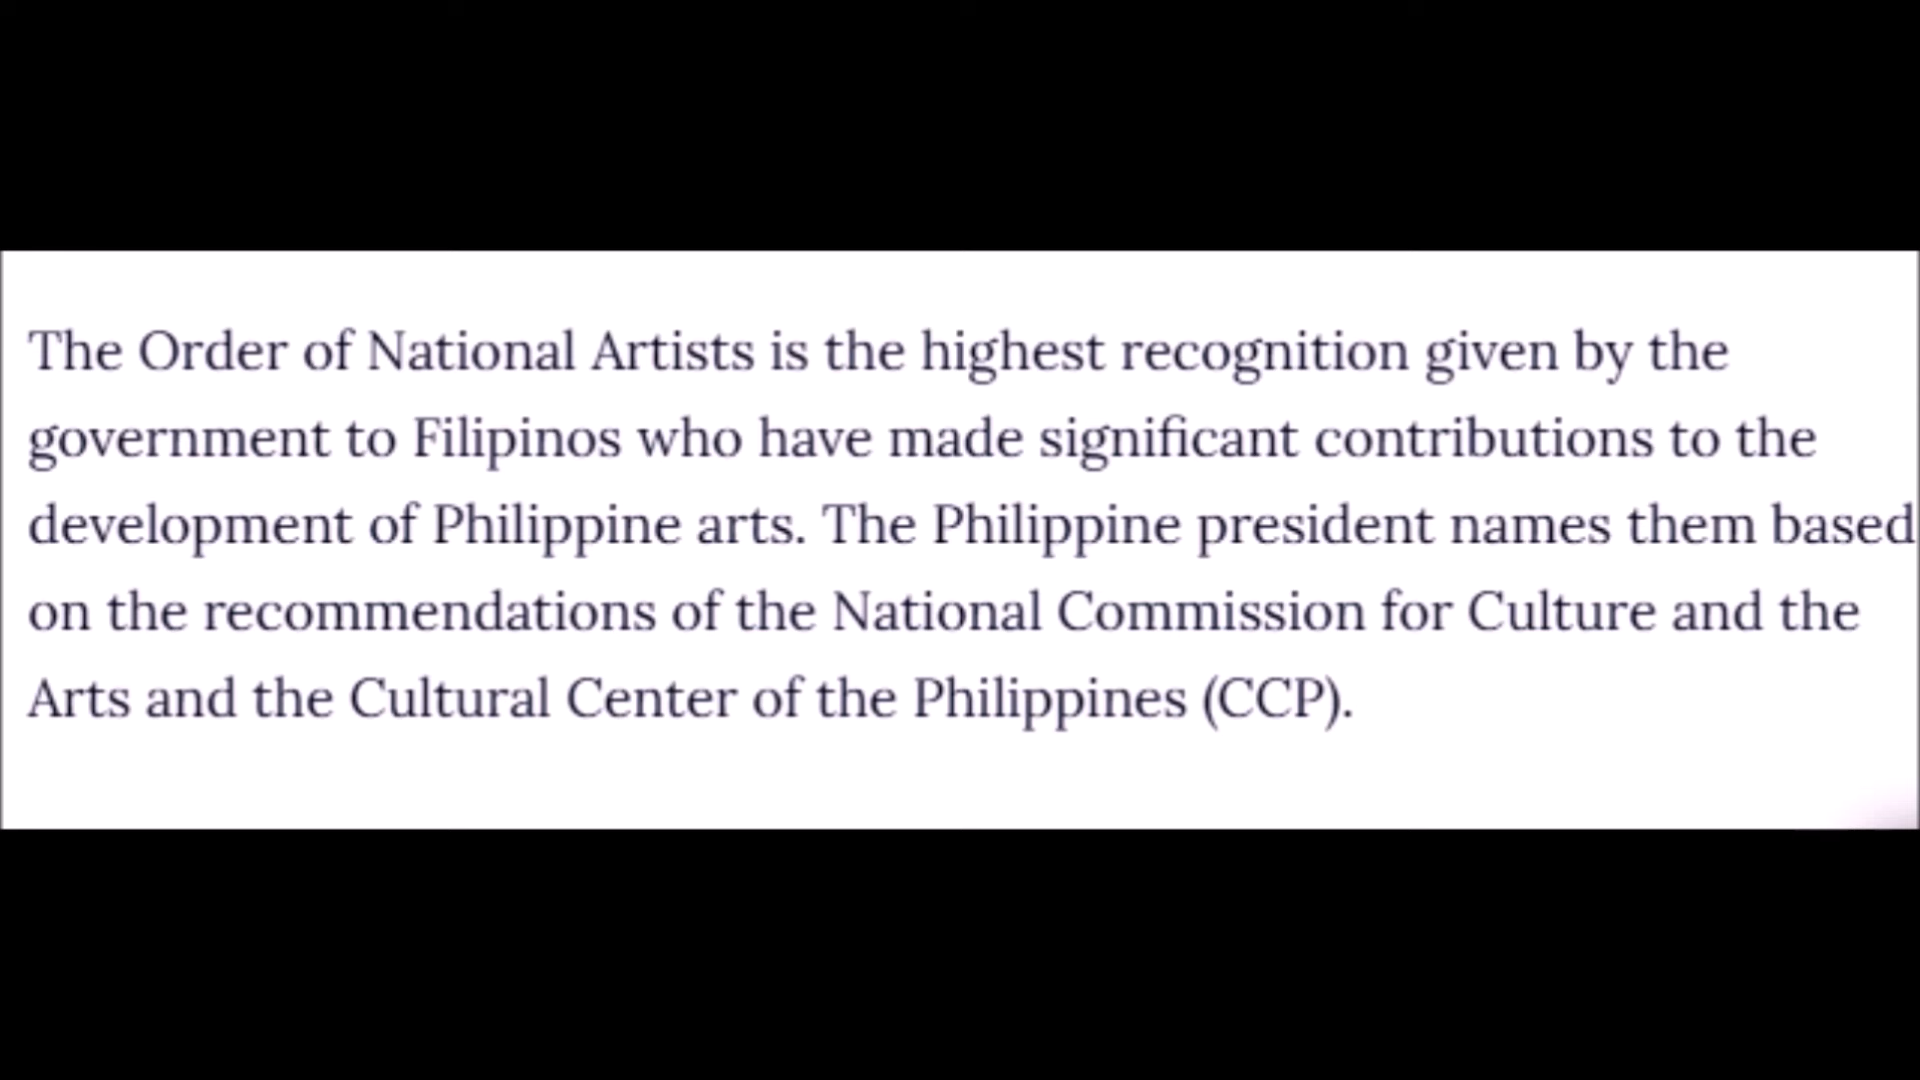 The Order of National Artists is the highest recognition given by the
government to Filipinos who have made significant contributions to the
development of Philippine arts. The Philippine president names them based
on the recommendations of the National Commission for Culture and the
Arts and the Cultural Center of the Philippines (CCP).